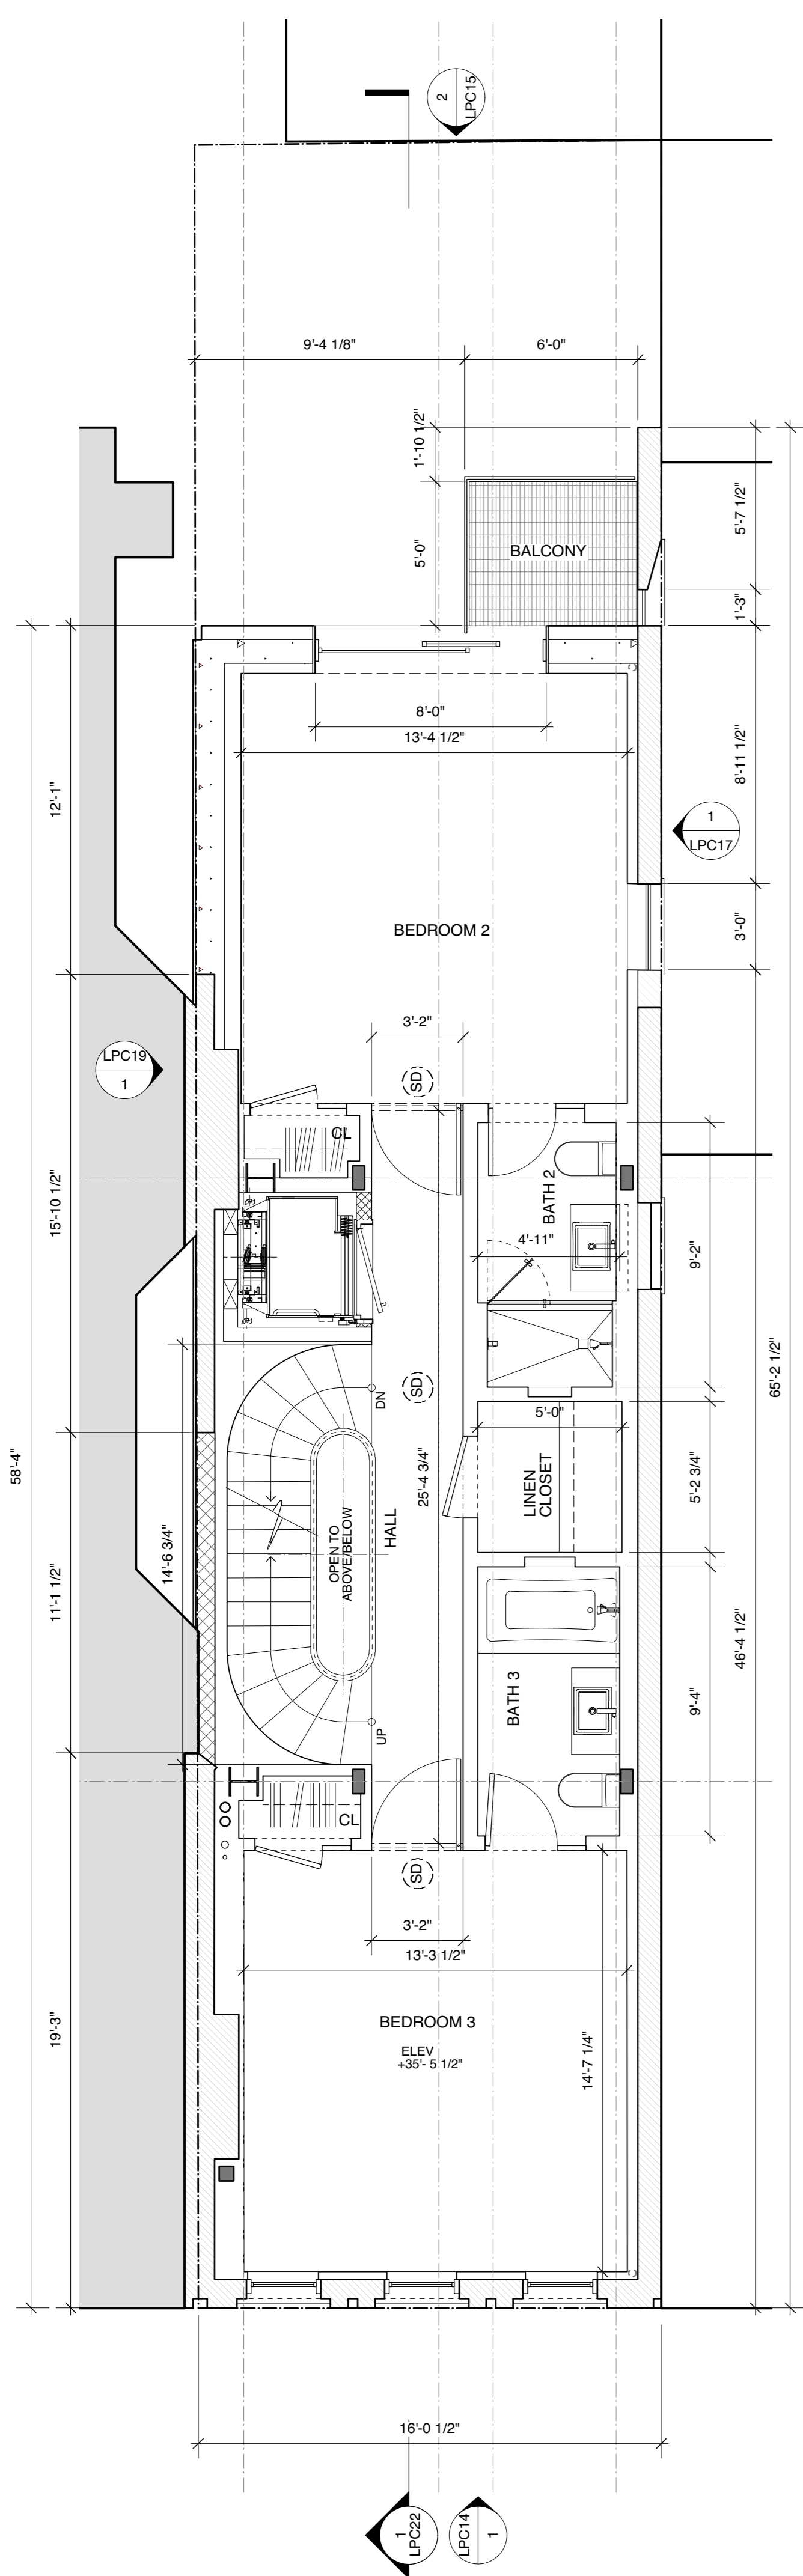 2
LPC15
9'-4 1/8"
6'-0"
1'-10 1/2"
5'-0"
BALCONY
5'-7 1/2"
1'-3"
8'-0"
13'-4 1/2"
8'-11 1/2"
12'-1"
1
LPC17
BEDROOM 2
3'-0"
3'-2"
LPC19
1
SD
CL
BATH 2
4'-11"
15'-10 1/2"
9'-2"
65'-2 1/2"
DN
SD
5'-0"
58'-4"
25'-4 3/4"
LINEN
CLOSET
5'-2 3/4"
HALL
OPEN TO
ABOVE/BELOW
14'-6 3/4"
11'-1 1/2"
46'-4 1/2"
BATH 3
9'-4"
UP
CL
SD
3'-2"
13'-3 1/2"
BEDROOM 3
ELEV
+35'- 5 1/2"
14'-7 1/4"
19'-3"
16'-0 1/2"
1
LPC22
LPC14
1